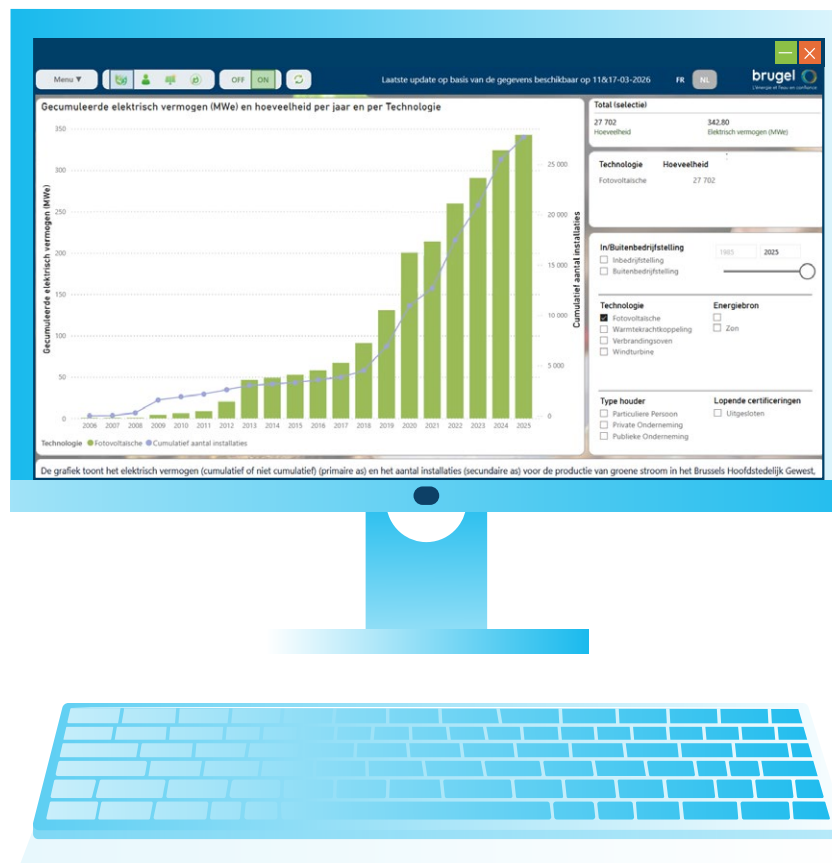 Menu ▼
OFF ON
Laatste update op basis van de gegevens beschikbaar op 11&17-03-2026
FR NL
brugel
L'énergie et l'eau en confiance
Gecumuleerde elektrisch vermogen (MWe) en hoeveelheid per jaar en per Technologie
Gecumuleerde elektrisch vermogen (MWe)
350
300
250
200
150
100
50
0
25 000
20 000
15 000
10 000
5 000
0
Cumulatief aantal installaties
2006 2007 2008 2009 2010 2011 2012 2013 2014 2015 2016 2017 2018 2019 2020 2021 2022 2023 2024 2025
Technologie Fotovoltaïsche Cumulatief aantal installaties
Total (selectie)
27 702 342,80
Hoeveelheid Elektrisch vermogen (MWe)
Technologie Hoeveelheid
Fotovoltaïsche 27 702
In/Buitenbedrijfstelling
Inbedrijfstelling
Buitenbedrijfstelling
1985 2025
Technologie
Fotovoltaïsche
Warmtekrachtkoppeling
Verbrandingsoven
Windturbine
Energiebron
Zon
Type houder
Particuliere Persoon
Private Onderneming
Publieke Onderneming
Lopende certificeringen
Uitgesloten
De grafiek toont het elektrisch vermogen (cumulatief of niet cumulatief) (primaire as) en het aantal installaties (secundaire as) voor de productie van groene stroom in het Brussels Hoofdstedelijk Gewest,